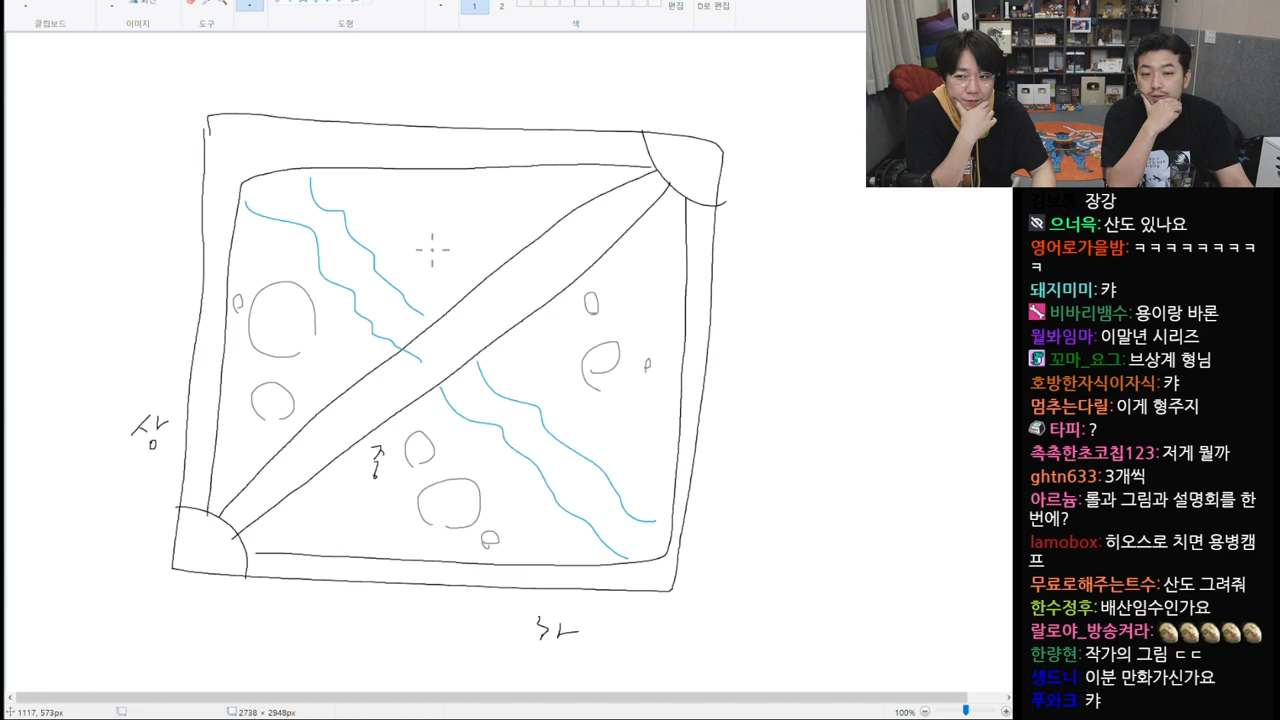 클립보드
이미지
도구
도형
1
2
색
편집
D로 편집
상
중
하
장강
으너윽: 산도 있나요
영어로가을밤: ㅋㅋㅋㅋㅋㅋㅋㅋ
ㅋ
돼지미미: 캬
비바리뱀수: 용이랑 바론
뭘봐임마: 이말년 시리즈
꼬마_요그: 브상계 형님
호방한자식이자식: 캬
멈추는다릴: 이게 형주지
타피: ?
촉촉한초코칩123: 저게 뭘까
ghtn633: 3개씩
아르늄: 롤과 그림과 설명회를 한
번에?
lamobox: 히오스로 치면 용병캠
프
무료로해주는트수: 산도 그려줘
한수정후: 배산임수인가요
랄로야_방송켜라:
한량현: 작가의 그림 ㄷㄷ
생드니: 이분 만화가신가요
푸와크: 캬
1117, 573px
2738 × 2948px
100%